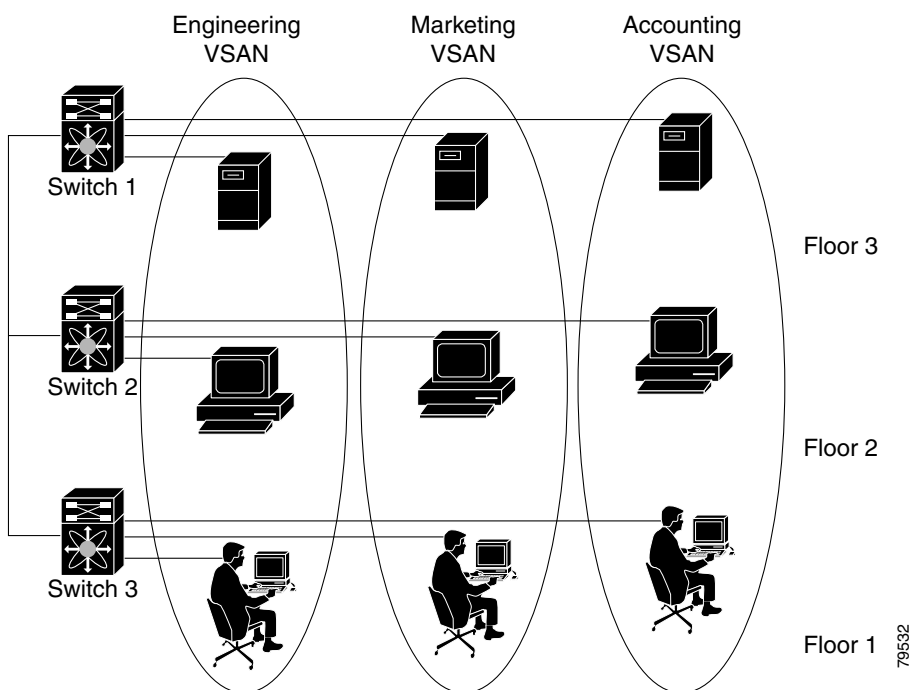 Engineering
VSAN
Marketing
VSAN
Accounting
VSAN
Switch 1
Floor 3
Switch 2
Floor 2
Switch 3
Floor 1
79532